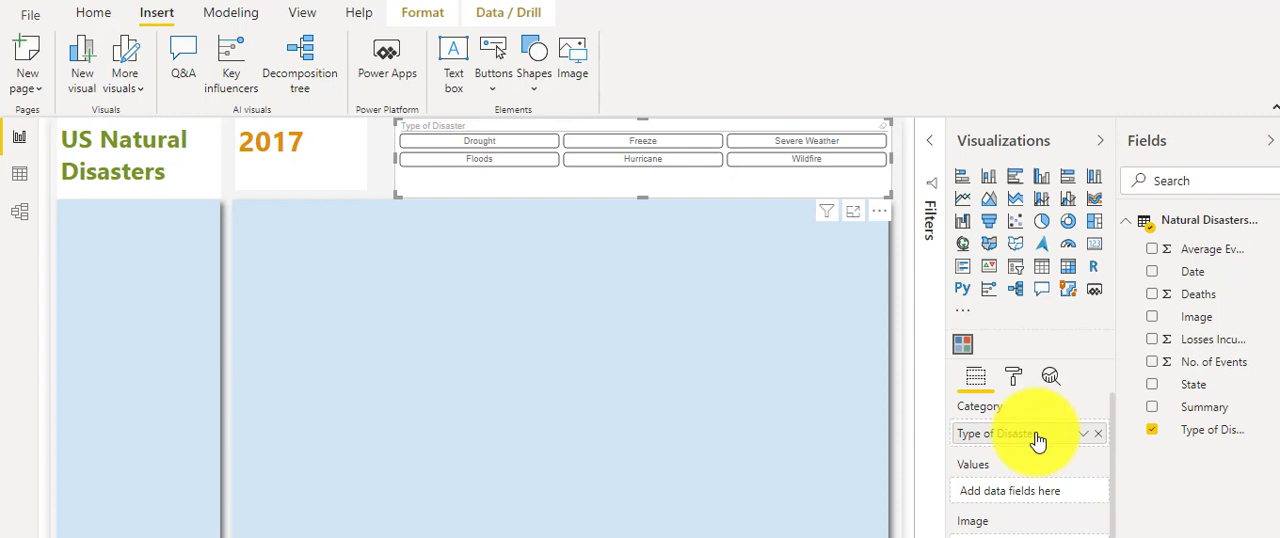 File Home Insert Modeling View Help Format Data / Drill
New page New visual More visuals Q&A Key influencers Decomposition tree Power Apps Text box Buttons Shapes Image
Pages Visuals AI visuals Power Platform Elements
US Natural
Disasters
2017
Type of Disaster
Drought Freeze Severe Weather
Floods Hurricane Wildfire
Filters
Visualizations
R
Py
123
...
Category
Type of Disaster
Values
Add data fields here
Image
Fields
Search
Natural Disasters...
Average Ev...
Date
Deaths
Image
Losses Incu...
No. of Events
State
Summary
Type of Dis...